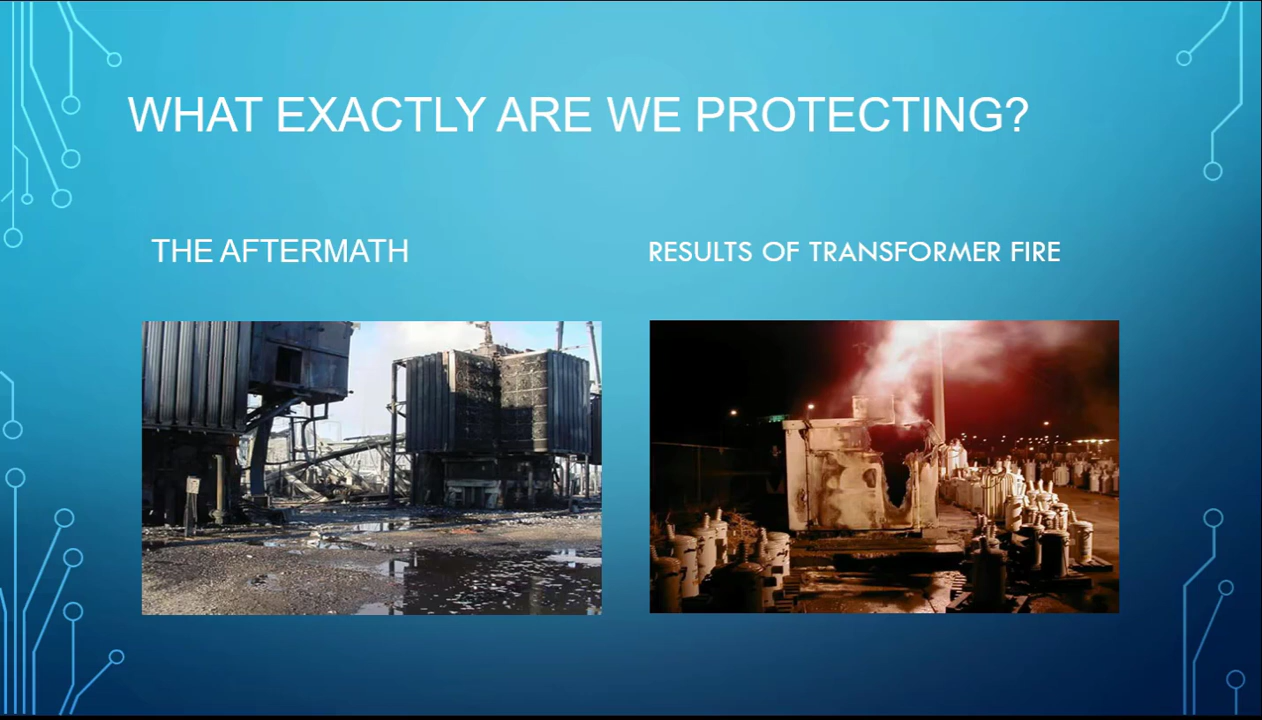 WHAT EXACTLY ARE WE PROTECTING?
THE AFTERMATH
RESULTS OF TRANSFORMER FIRE